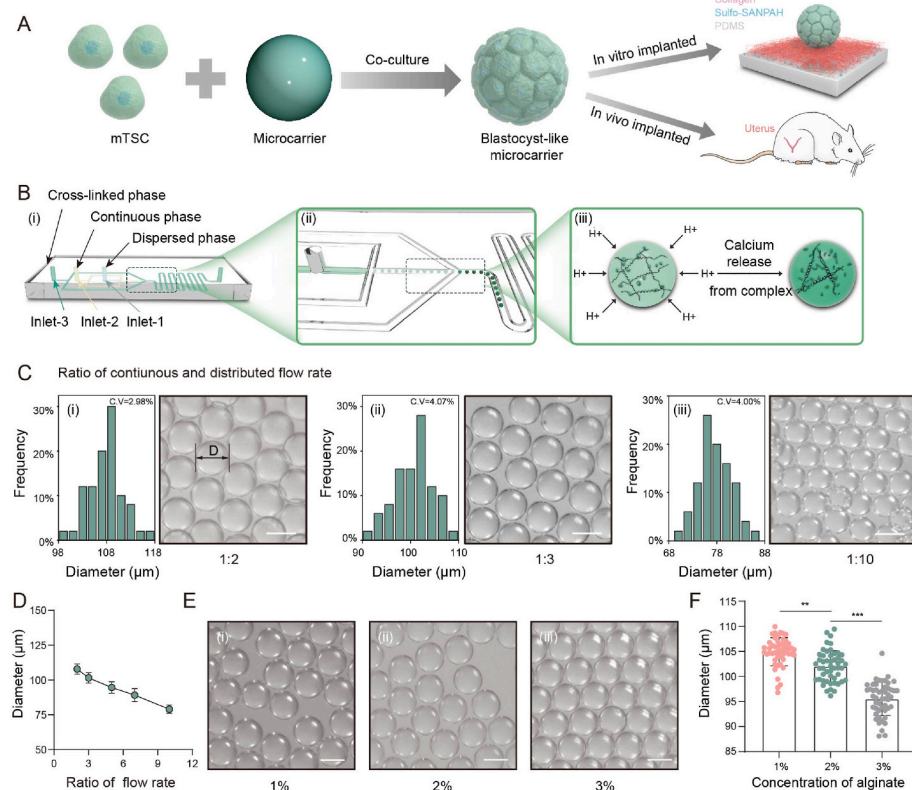 A
Collagen
Sulfo-SANPAH
PDMS
Co-culture
In vitro implanted
In vivo implanted
Uterus
mTSC
Microcarrier
Blastocyst-like
microcarrier
B
Cross-linked phase
(i)
Continuous phase
Dispersed phase
Inlet-3
Inlet-2
Inlet-1
(ii)
(iii)
H+
H+
H+
H+
H+
H+
Calcium
release
from complex
C
Ratio of contiunous and distributed flow rate
(i)
C.V=2.98%
30%
20%
10%
0%
Frequency
98
108
118
Diameter (μm)
D
1:2
(ii)
C.V=4.07%
30%
20%
10%
0%
Frequency
90
100
110
Diameter (μm)
1:3
(iii)
C.V=4.00%
30%
20%
10%
0%
Frequency
68
78
88
Diameter (μm)
1:10
D
150
125
100
75
50
Diameter (μm)
0
3
6
9
12
Ratio of flow rate
E
(i)
1%
(ii)
2%
(iii)
3%
F
115
110
105
100
95
90
85
Diameter (μm)
**
***
1%
2%
3%
Concentration of alginate